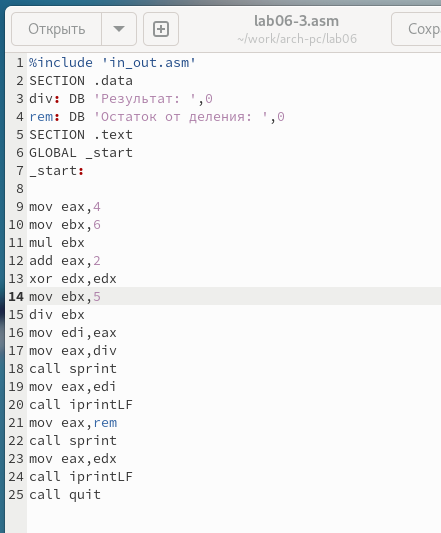 Открыть
lab06-3.asm
~/work/arch-pc/lab06
Сохр
1 %include 'in_out.asm'
2 SECTION .data
3 div: DB 'Результат: ',0
4 rem: DB 'Остаток от деления: ',0
5 SECTION .text
6 GLOBAL _start
7 _start:
8
9 mov eax,4
10 mov ebx,6
11 mul ebx
12 add eax,2
13 xor edx,edx
14 mov ebx,5
15 div ebx
16 mov edi,eax
17 mov eax,div
18 call sprint
19 mov eax,edi
20 call iprintLF
21 mov eax,rem
22 call sprint
23 mov eax,edx
24 call iprintLF
25 call quit